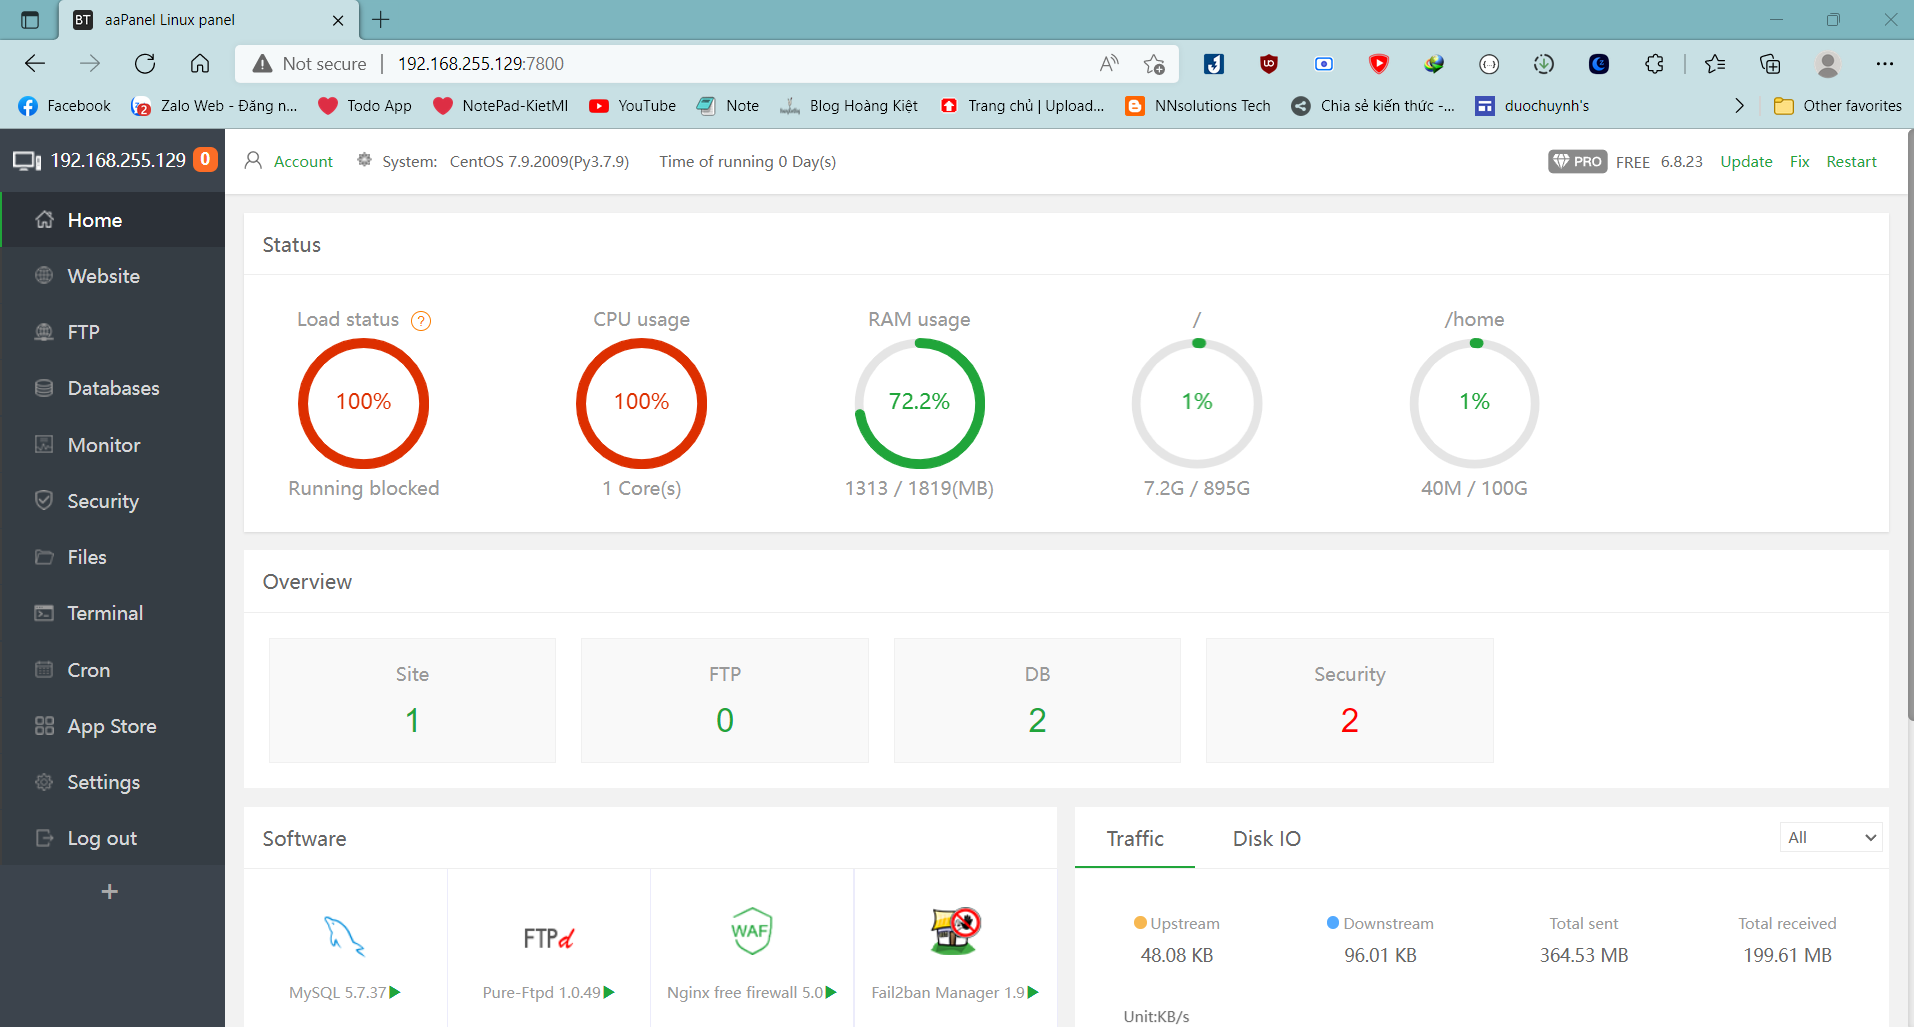 BT aaPanel Linux panel
Not secure 192.168.255.129:7800
Facebook Zalo Web - Đăng n... Todo App NotePad-KietMI YouTube Note Blog Hoàng Kiệt Trang chủ | Upload... NNsolutions Tech Chia sẻ kiến thức -... duochuynh's Other favorites
192.168.255.129 0
Account System: CentOS 7.9.2009(Py3.7.9) Time of running 0 Day(s) PRO FREE 6.8.23 Update Fix Restart
Home
Website
FTP
Databases
Monitor
Security
Files
Terminal
Cron
App Store
Settings
Log out
Status
Load status ? CPU usage RAM usage / /home
100% 100% 72.2% 1% 1%
Running blocked 1 Core(s) 1313 / 1819(MB) 7.2G / 895G 40M / 100G
Overview
Site FTP DB Security
1 0 2 2
Software
WAF
FTPd
MySQL 5.7.37 Pure-Ftpd 1.0.49 Nginx free firewall 5.0 Fail2ban Manager 1.9
Traffic Disk IO All
Upstream Downstream Total sent Total received
48.08 KB 96.01 KB 364.53 MB 199.61 MB
Unit:KB/s